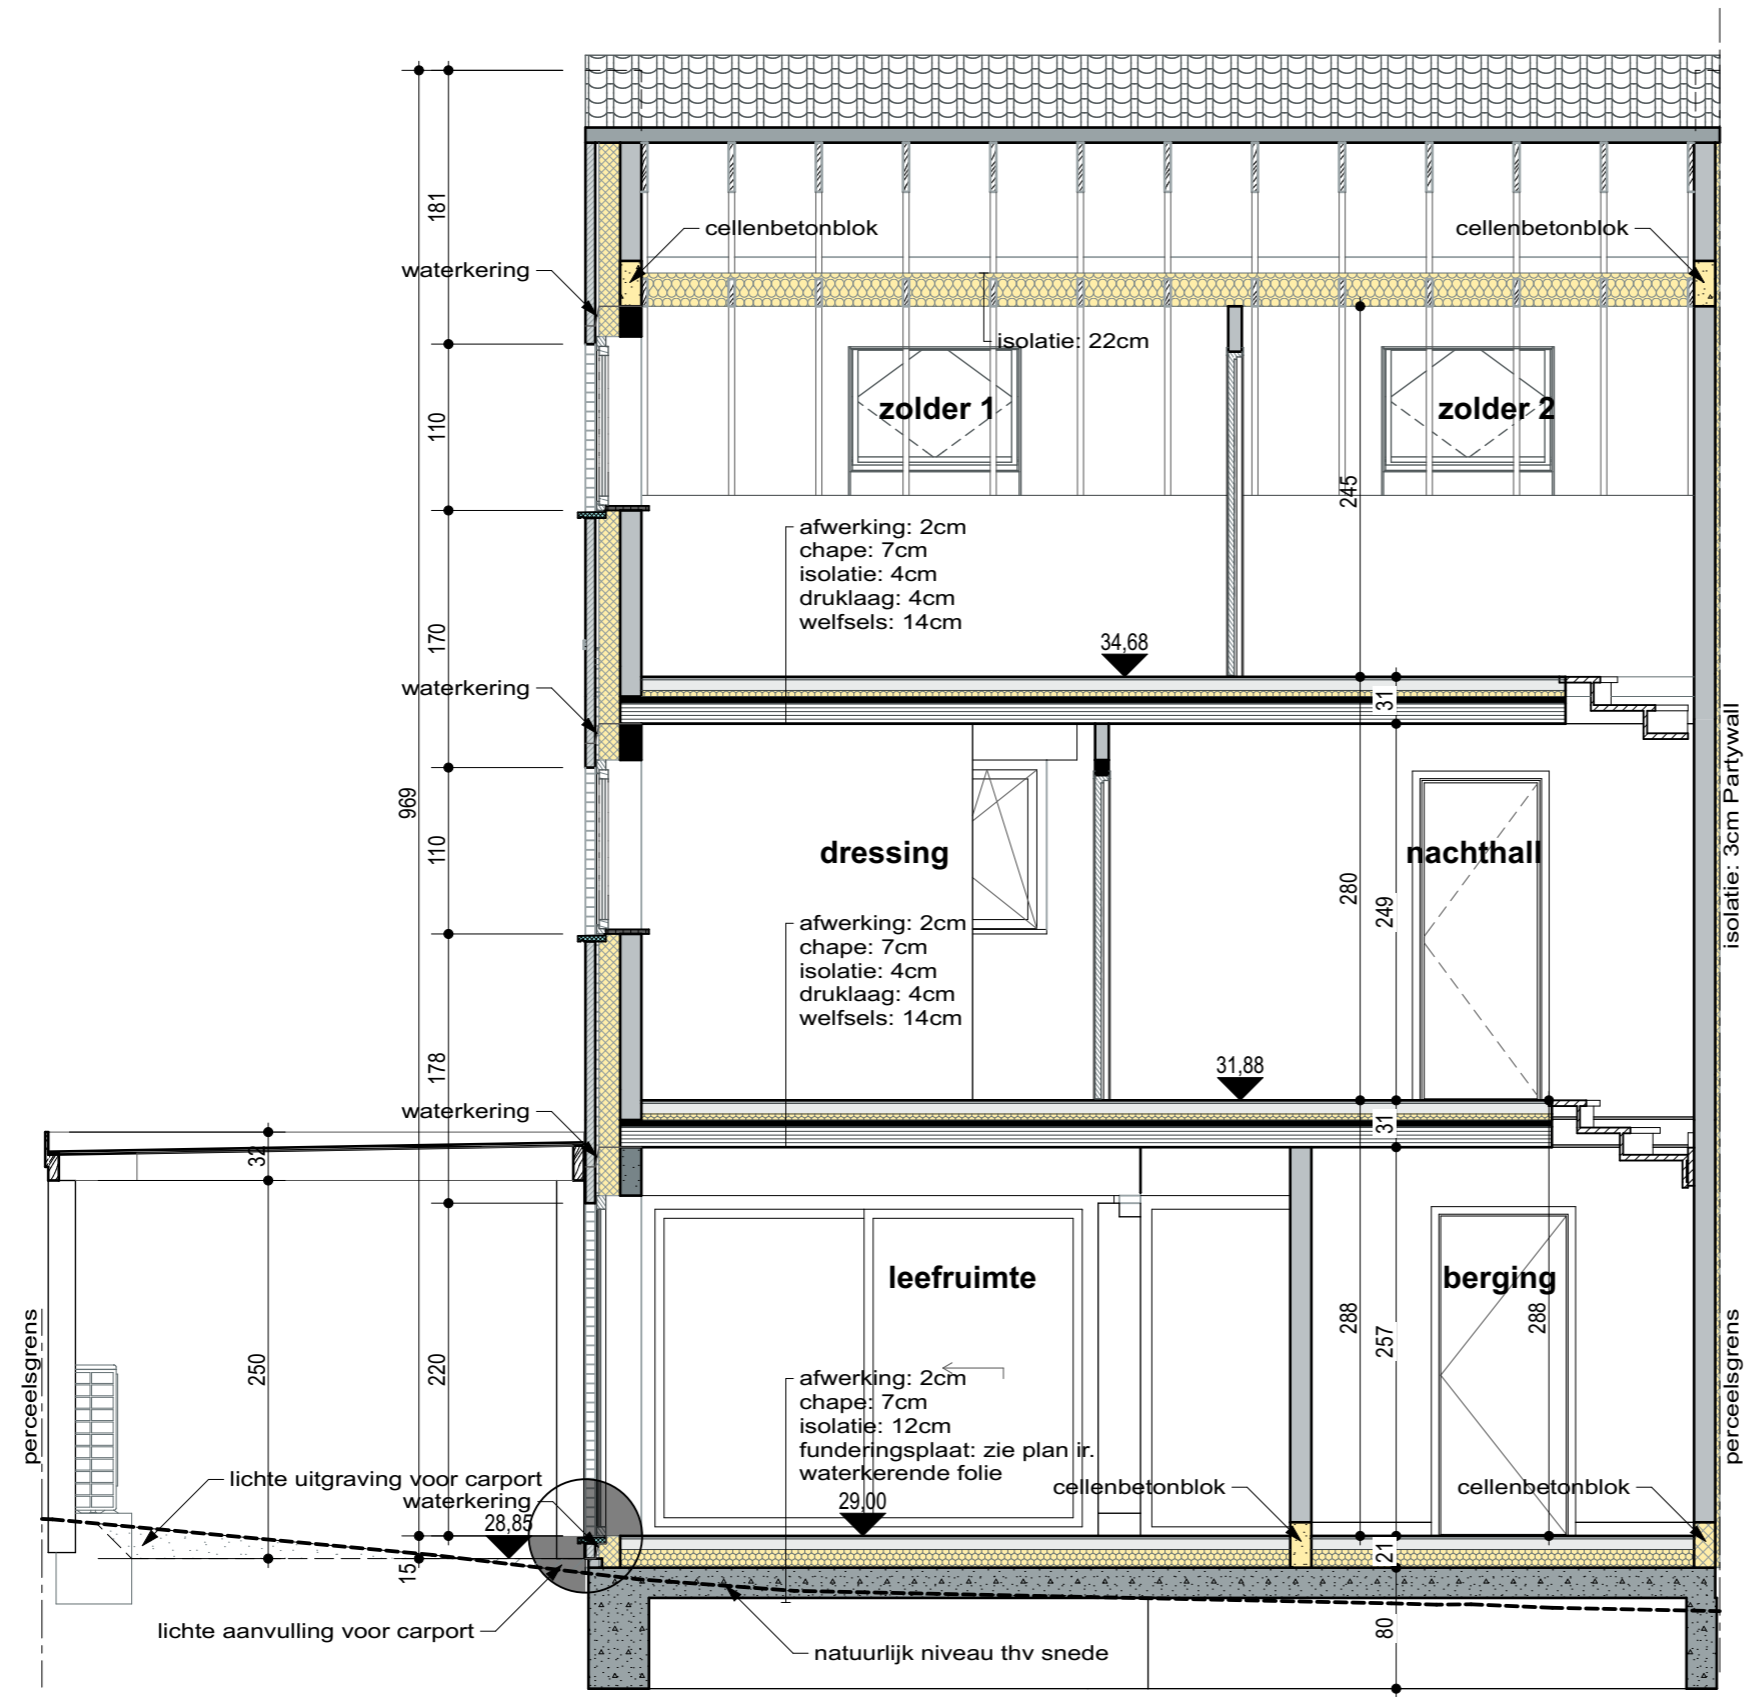 181
cellenbetonblok
cellenbetonblok
waterkering
isolatie: 22cm
zolder 1
zolder 2
110
245
afwerking: 2cm
chape: 7cm
isolatie: 4cm
druklaag: 4cm
welfsels: 14cm
170
34,68
waterkering
31
isolatie: 3cm Partywall
969
110
dressing
nachthall
280
249
afwerking: 2cm
chape: 7cm
isolatie: 4cm
druklaag: 4cm
welfsels: 14cm
178
31,88
waterkering
31
32
leefruimte
berging
288
257
288
perceelsgrens
250
220
perceelsgrens
afwerking: 2cm
chape: 7cm
isolatie: 12cm
funderingsplaat: zie plan ir.
waterkerende folie
lichte uitgraving voor carport
waterkering
28,85
29,00
cellenbetonblok
cellenbetonblok
15
21
lichte aanvulling voor carport
natuurlijk niveau thv snede
80